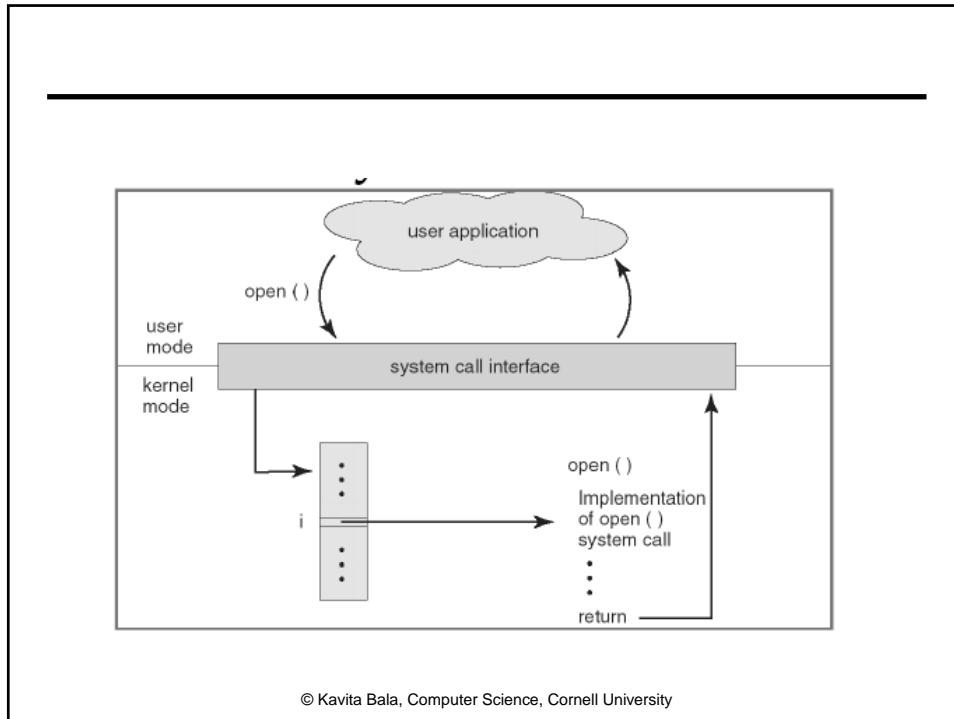 user application
open ( )
user
mode
system call interface
kernel
mode
open ( )
Implementation
of open ( )
system call
i
return
© Kavita Bala, Computer Science, Cornell University